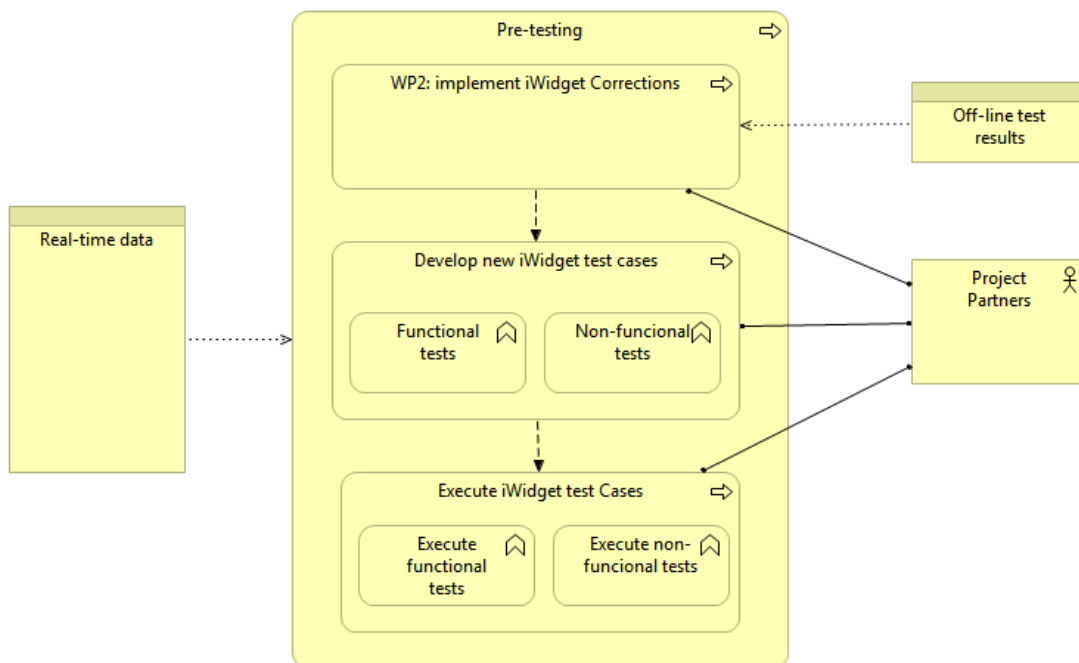 Pre-testing
WP2: implement iWidget Corrections
Off-line test
results
Real-time data
Develop new iWidget test cases
Project
Partners
Functional
tests
Non-funcional
tests
Execute iWidget test Cases
Execute
functional
tests
Execute non-
funcional tests